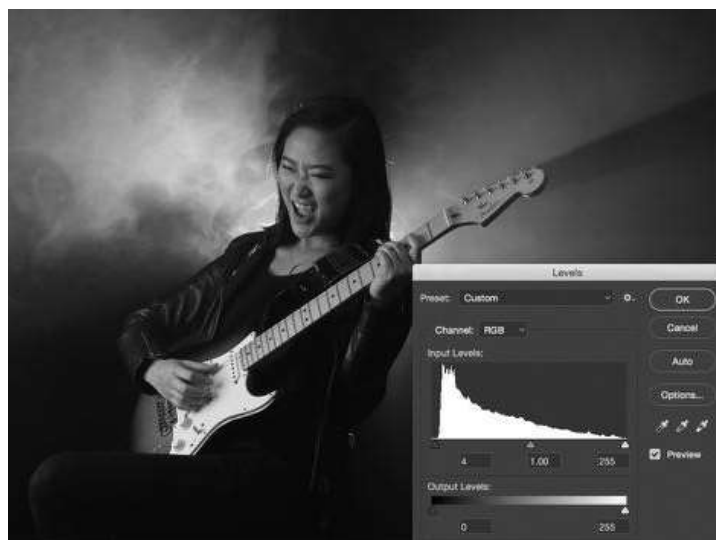 Levels
Preset: Custom
OK
Channel: RGB
Cancel
Input Levels:
Auto
Options...
4 1.00 255
Preview
Output Levels:
0 255